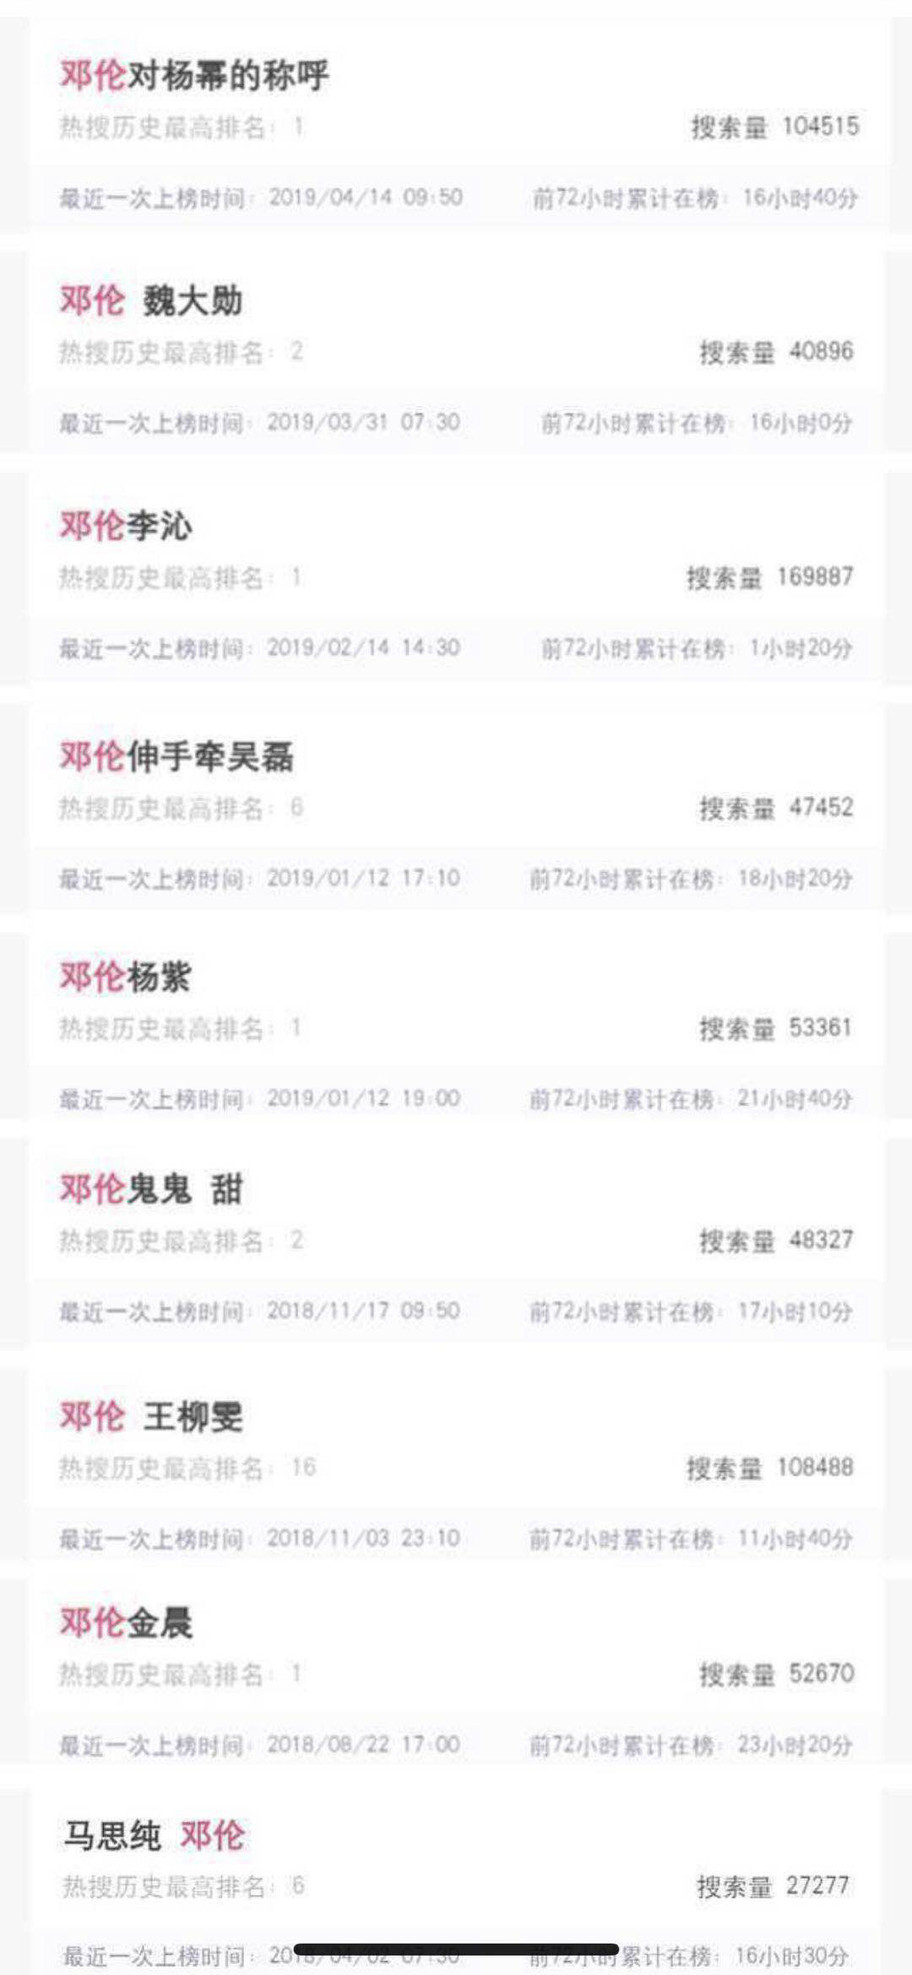 邓伦对杨幂的称呼
热搜历史最高排名：1 搜索量 104515
最近一次上榜时间：2019/04/14 09:50 前72小时累计在榜：16小时40分
邓伦 魏大勋
热搜历史最高排名：2 搜索量 40896
最近一次上榜时间：2019/03/31 07:30 前72小时累计在榜：16小时0分
邓伦李沁
热搜历史最高排名：1 搜索量 169887
最近一次上榜时间：2019/02/14 14:30 前72小时累计在榜：1小时20分
邓伦伸手牵吴磊
热搜历史最高排名：6 搜索量 47452
最近一次上榜时间：2019/01/12 17:10 前72小时累计在榜：18小时20分
邓伦杨紫
热搜历史最高排名：1 搜索量 53361
最近一次上榜时间：2019/01/12 19:00 前72小时累计在榜：21小时40分
邓伦鬼鬼 甜
热搜历史最高排名：2 搜索量 48327
最近一次上榜时间：2018/11/17 09:50 前72小时累计在榜：17小时10分
邓伦 王柳雯
热搜历史最高排名：16 搜索量 108488
最近一次上榜时间：2018/11/03 23:10 前72小时累计在榜：11小时40分
邓伦金晨
热搜历史最高排名：1 搜索量 52670
最近一次上榜时间：2018/08/22 17:00 前72小时累计在榜：23小时20分
马思纯 邓伦
热搜历史最高排名：6 搜索量 27277
最近一次上榜时间：2018/04/02 07:30 前72小时累计在榜：16小时30分